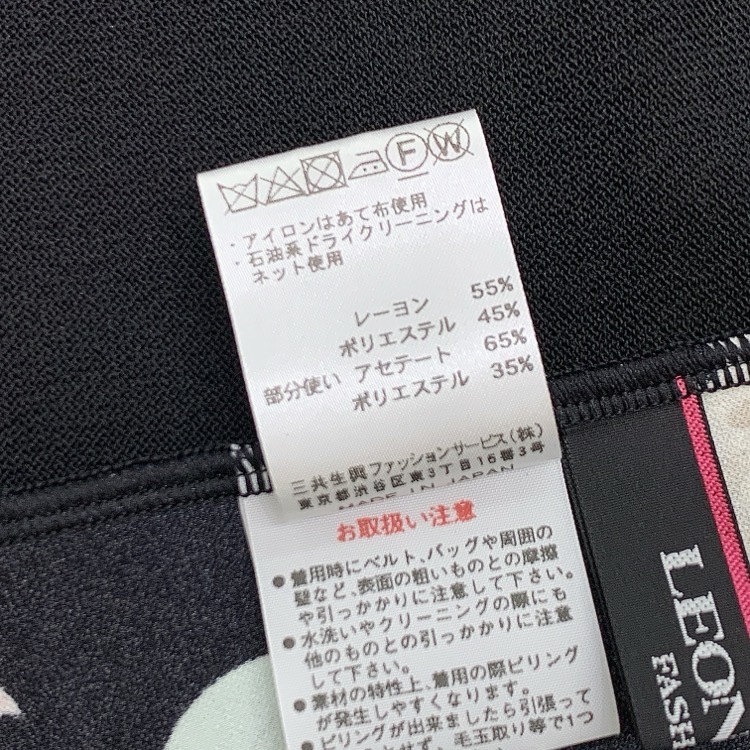 F W
・アイロンはあて布使用
・石油系ドライクリーニングは
ネット使用
レーヨン 55%
ポリエステル 45%
部分使い アセテート 65%
ポリエステル 35%
三共生興ファッションサービス(株)
東京都渋谷区東3丁目16番3号
MADE IN JAPAN
お取扱い注意
●着用時にベルト、バッグや周囲の
壁など、表面の粗いものとの摩擦
や引っかかりに注意して下さい。
●水洗いやクリーニングの際にも
他のものとの引っかかりに注意
して下さい。
●素材の特性上、着用の際ピリング
が発生しやすくなります。
●ピリングが出来ましたら引張って
とせず、毛玉取り等で1つ
LEON
FASH